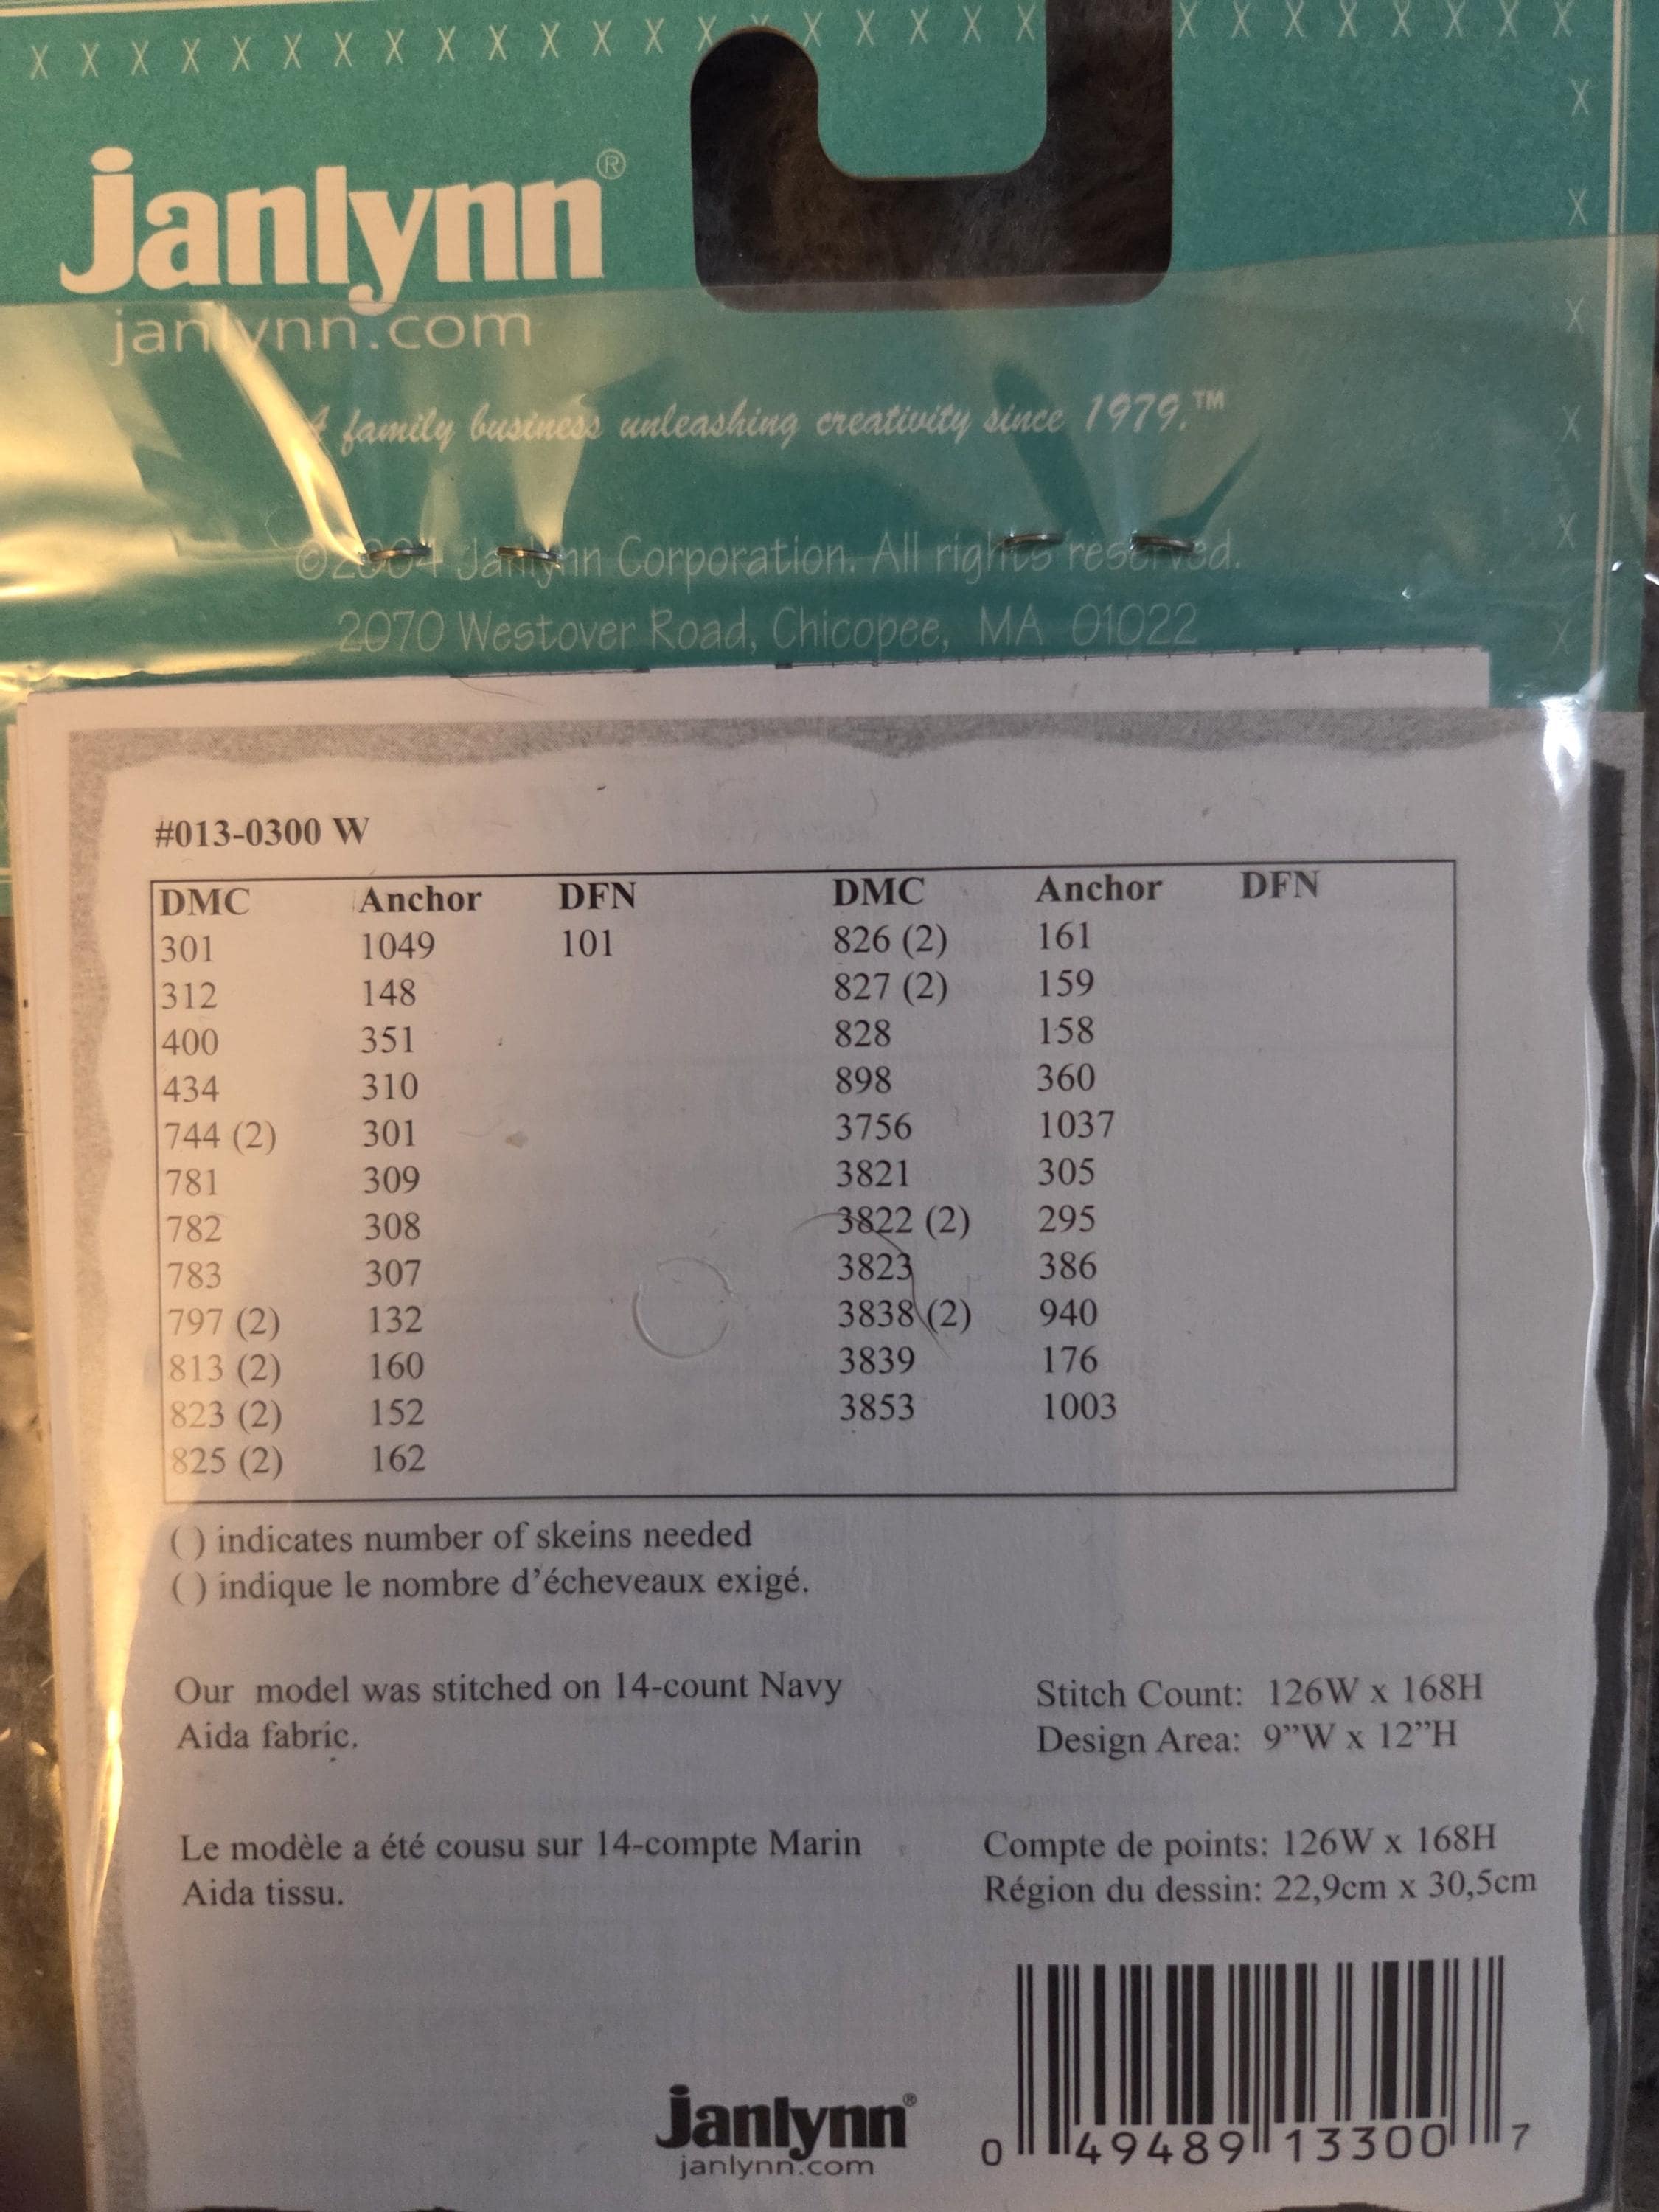 X X X X X X X X X X X X X X X X X X X X X X X X X X X X
janlynn®
janlynn.com
A family business unleashing creativity since 1979.™
©2004 Janlynn Corporation. All rights reserved.
2070 Westover Road, Chicopee, MA 01022
#013-0300 W
DMC Anchor DFN DMC Anchor DFN
301 1049 101 826 (2) 161
312 148 827 (2) 159
400 351 828 158
434 310 898 360
744 (2) 301 3756 1037
781 309 3821 305
782 308 3822 (2) 295
783 307 3823 386
797 (2) 132 3838 (2) 940
813 (2) 160 3839 176
823 (2) 152 3853 1003
825 (2) 162
( ) indicates number of skeins needed
( ) indique le nombre d'écheveaux exigé.
Our model was stitched on 14-count Navy
Aida fabric.
Stitch Count: 126W x 168H
Design Area: 9”W x 12”H
Le modèle a été cousu sur 14-compte Marin
Aida tissu.
Compte de points: 126W x 168H
Région du dessin: 22,9cm x 30,5cm
janlynn®
janlynn.com
0 49489 13300 7